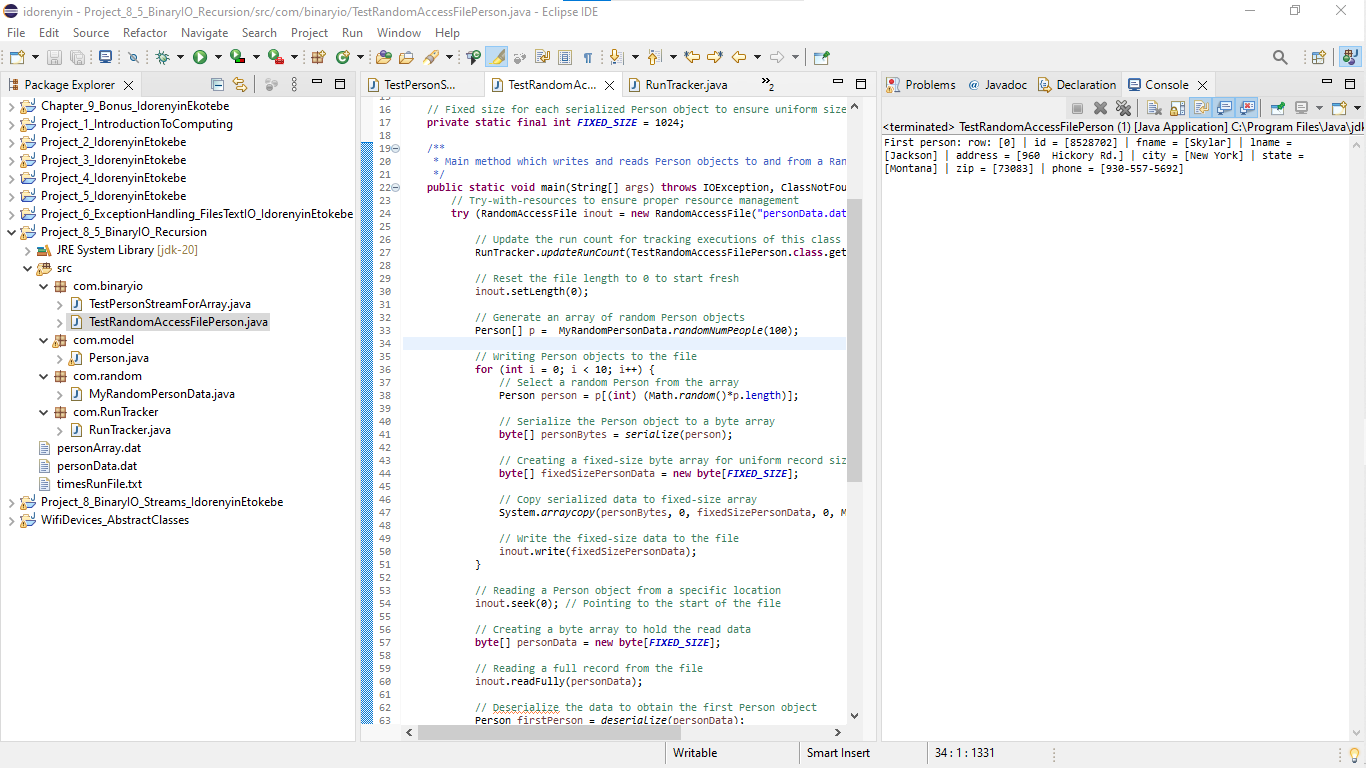 idorenyin - Project_8_5_BinaryIO_Recursion/src/com/binaryio/TestRandomAccessFilePerson.java - Eclipse IDE
File Edit Source Refactor Navigate Search Project Run Window Help
Package Explorer
Chapter_9_Bonus_IdorenyinEkotebe
Project_1_IntroductionToComputing
Project_2_IdorenyinEtokebe
Project_3_IdorenyinEtokebe
Project_4_IdorenyinEtokebe
Project_5_IdorenyinEtokebe
Project_6_ExceptionHandling_FilesTextIO_IdorenyinEtokebe
Project_8_5_BinaryIO_Recursion
JRE System Library [jdk-20]
src
com.binaryio
TestPersonStreamForArray.java
TestRandomAccessFilePerson.java
com.model
Person.java
com.random
MyRandomPersonData.java
com.RunTracker
RunTracker.java
personArray.dat
personData.dat
timesRunFile.txt
Project_8_BinaryIO_Streams_IdorenyinEtokebe
WifiDevices_AbstractClasses
TestPersonS... TestRandomAc... RunTracker.java »2
16 // Fixed size for each serialized Person object to ensure uniform size
17 private static final int FIXED_SIZE = 1024;
18
19 /**
20 * Main method which writes and reads Person objects to and from a Ran
21 */
22 public static void main(String[] args) throws IOException, ClassNotFou
23 // Try-with-resources to ensure proper resource management
24 try (RandomAccessFile inout = new RandomAccessFile("personData.dat
25
26 // Update the run count for tracking executions of this class
27 RunTracker.updateRunCount(TestRandomAccessFilePerson.class.get
28
29 // Reset the file length to 0 to start fresh
30 inout.setLength(0);
31
32 // Generate an array of random Person objects
33 Person[] p =  MyRandomPersonData.randomNumPeople(100);
34
35 // Writing Person objects to the file
36 for (int i = 0; i < 10; i++) {
37 // Select a random Person from the array
38 Person person = p[(int) (Math.random()*p.length)];
39
40 // Serialize the Person object to a byte array
41 byte[] personBytes = serialize(person);
42
43 // Creating a fixed-size byte array for uniform record siz
44 byte[] fixedSizePersonData = new byte[FIXED_SIZE];
45
46 // Copy serialized data to fixed-size array
47 System.arraycopy(personBytes, 0, fixedSizePersonData, 0, M
48
49 // Write the fixed-size data to the file
50 inout.write(fixedSizePersonData);
51 }
52
53 // Reading a Person object from a specific location
54 inout.seek(0); // Pointing to the start of the file
55
56 // Creating a byte array to hold the read data
57 byte[] personData = new byte[FIXED_SIZE];
58
59 // Reading a full record from the file
60 inout.readFully(personData);
61
62 // Deserialize the data to obtain the first Person object
63 Person firstPerson = deserialize(personData);
Problems @ Javadoc Declaration Console
<terminated> TestRandomAccessFilePerson (1) [Java Application] C:\Program Files\Java\jdk
First person: row: [0] | id = [8528702] | fname = [Skylar] | lname =
[Jackson] | address = [960  Hickory Rd.] | city = [New York] | state =
[Montana] | zip = [73083] | phone = [930-557-5692]
Writable Smart Insert 34 : 1 : 1331